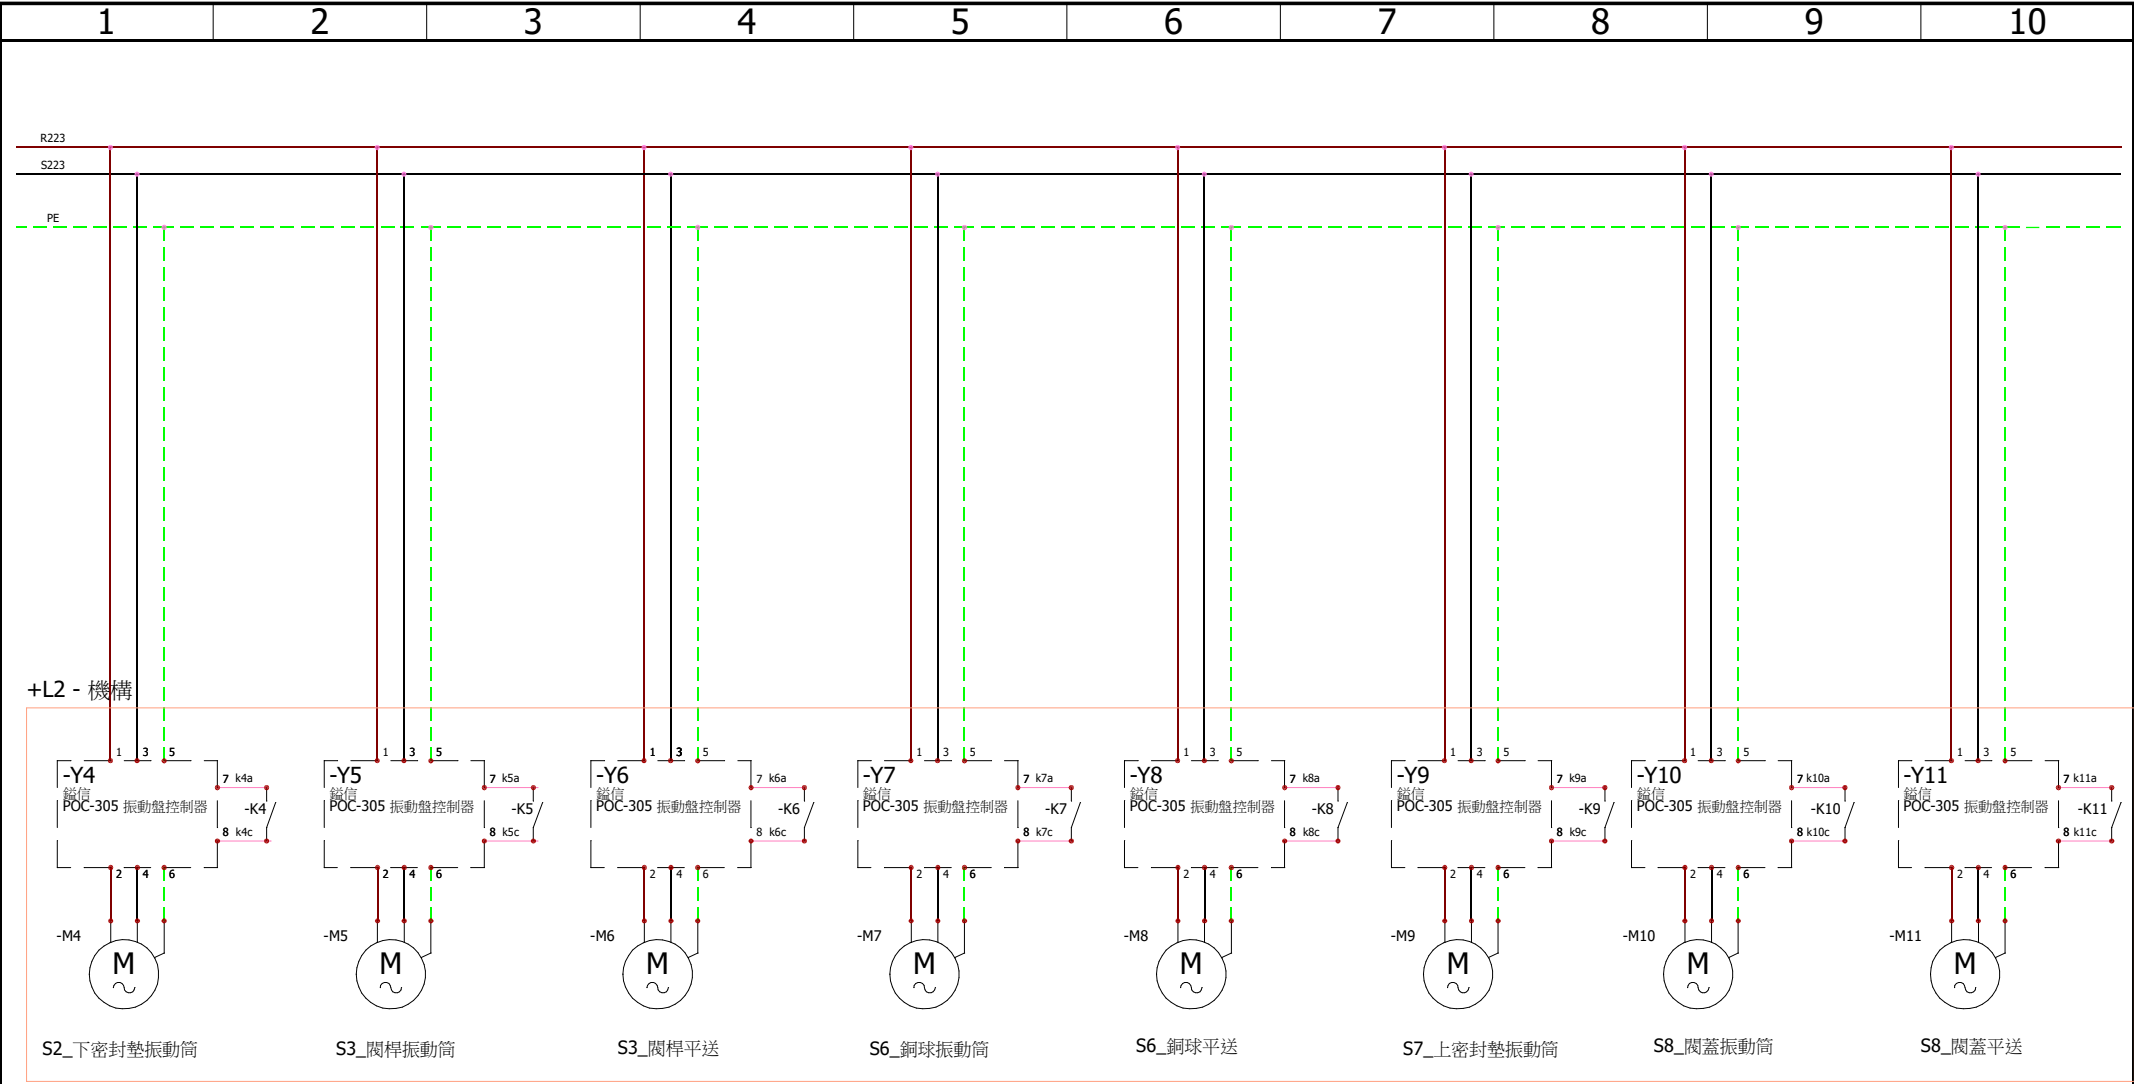 1 2 3 4 5 6 7 8 9 10
R223
S223
PE
+L2 - 機構
1 3 5 1 3 5 1 3 5 1 3 5 1 3 5 1 3 5 1 3 5 1 3 5
-Y4 -Y5 -Y6 -Y7 -Y8 -Y9 -Y10 -Y11
7 k4a 7 k5a 7 k6a 7 k7a 7 k8a 7 k9a 7 k10a 7 k11a
鎰信 鎰信 鎰信 鎰信 鎰信 鎰信 鎰信 鎰信
POC-305 振動盤控制器 -K4 POC-305 振動盤控制器 -K5 POC-305 振動盤控制器 -K6 POC-305 振動盤控制器 -K7 POC-305 振動盤控制器 -K8 POC-305 振動盤控制器 -K9 POC-305 振動盤控制器 -K10 POC-305 振動盤控制器 -K11
8 k4c 8 k5c 8 k6c 8 k7c 8 k8c 8 k9c 8 k10c 8 k11c
2 4 6 2 4 6 2 4 6 2 4 6 2 4 6 2 4 6 2 4 6 2 4 6
-M4 -M5 -M6 -M7 -M8 -M9 -M10 -M11
M M M M M M M M
S2_下密封墊振動筒 S3_閥桿振動筒 S3_閥桿平送 S6_銅球振動筒 S6_銅球平送 S7_上密封墊振動筒 S8_閥蓋振動筒 S8_閥蓋平送